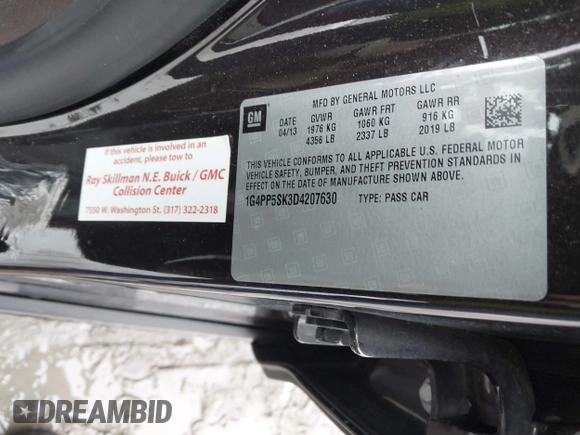 GM
MFD BY GENERAL MOTORS LLC
DATE GVWR GAWR FRT GAWR RR
04/13 1976 KG 1060 KG 916 KG
4356 LB 2337 LB 2019 LB
THIS VEHICLE CONFORMS TO ALL APPLICABLE U.S. FEDERAL MOTOR
VEHICLE SAFETY, BUMPER, AND THEFT PREVENTION STANDARDS IN
EFFECT ON THE DATE OF MANUFACTURE SHOWN ABOVE.
1G4PP5SK3D4207630 TYPE: PASS CAR
If this vehicle is involved in an
accident, please tow to
Ray Skillman N.E. Buick / GMC
Collision Center
7550 W. Washington St. (317) 322-2318
DREAMBID